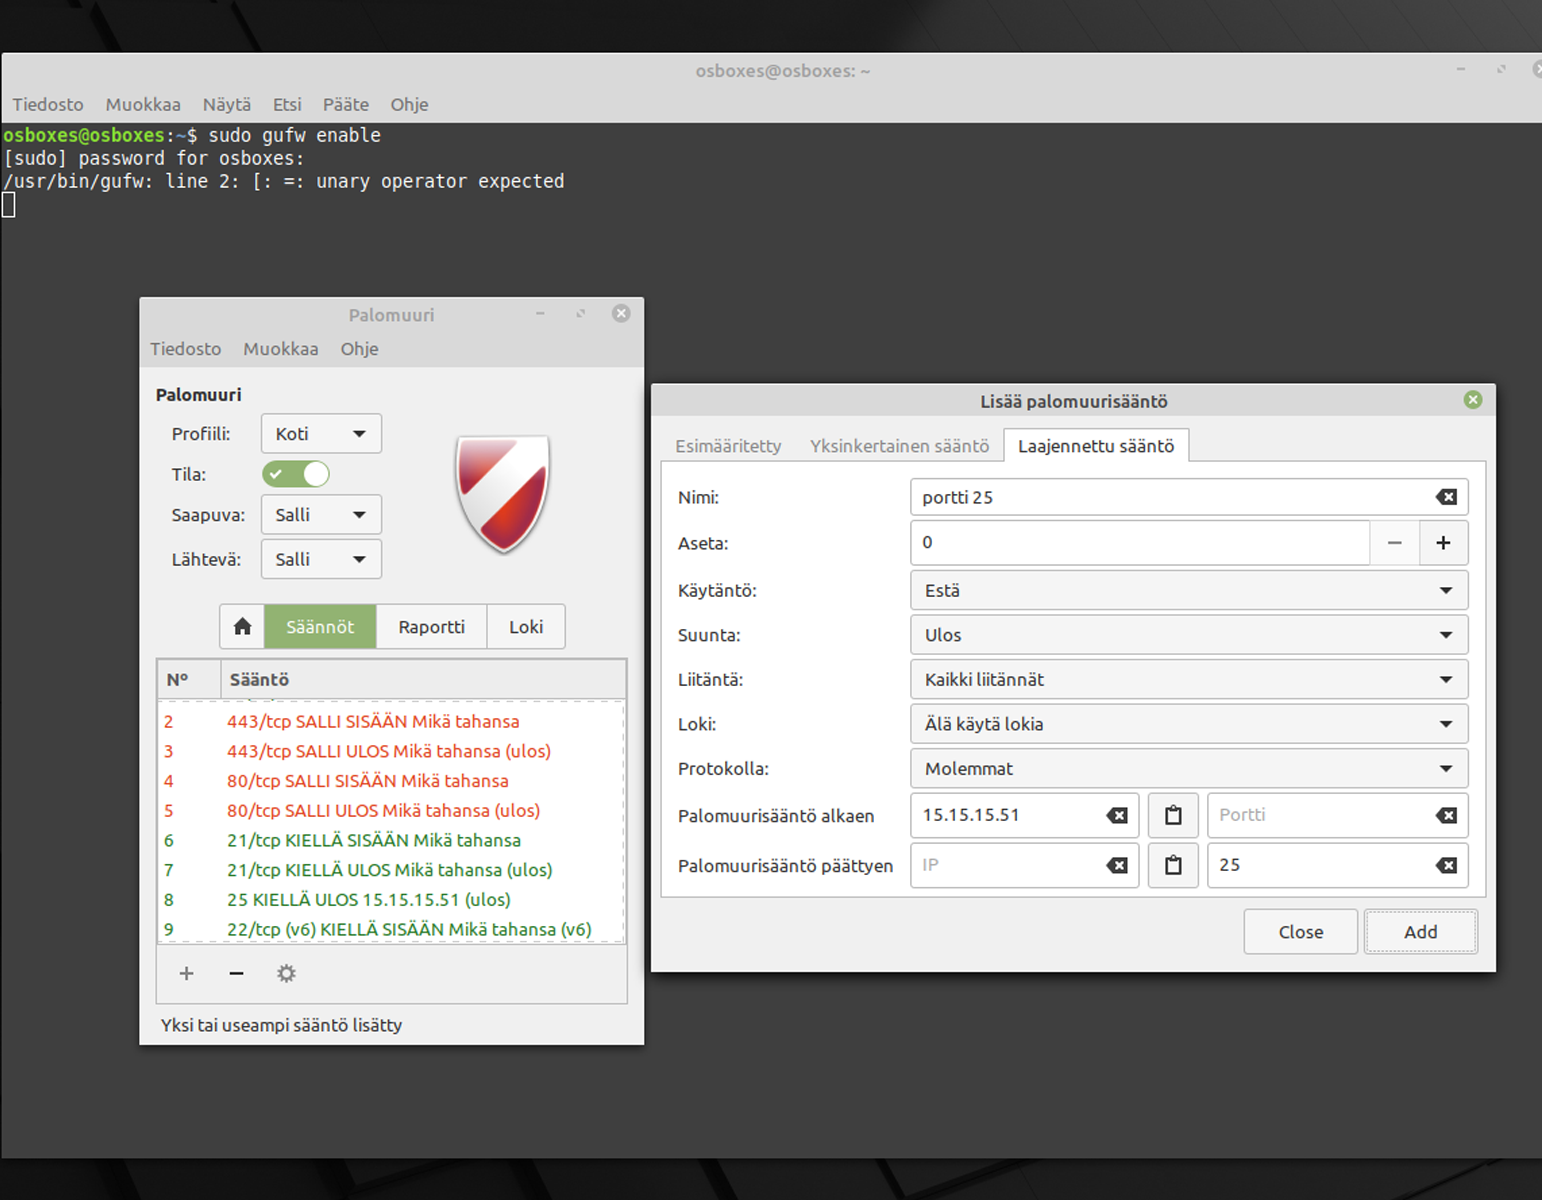 osboxes@osboxes: ~
Tiedosto Muokkaa Näytä Etsi Pääte Ohje
osboxes@osboxes:~$ sudo gufw enable
[sudo] password for osboxes:
/usr/bin/gufw: line 2: [: =: unary operator expected
Palomuuri
Tiedosto Muokkaa Ohje
Palomuuri
Profiili: Koti
Tila:
Saapuva: Salli
Lähtevä: Salli
Säännöt Raportti Loki
Nº Sääntö
2 443/tcp SALLI SISÄÄN Mikä tahansa
3 443/tcp SALLI ULOS Mikä tahansa (ulos)
4 80/tcp SALLI SISÄÄN Mikä tahansa
5 80/tcp SALLI ULOS Mikä tahansa (ulos)
6 21/tcp KIELLÄ SISÄÄN Mikä tahansa
7 21/tcp KIELLÄ ULOS Mikä tahansa (ulos)
8 25 KIELLÄ ULOS 15.15.15.51 (ulos)
9 22/tcp (v6) KIELLÄ SISÄÄN Mikä tahansa (v6)
Yksi tai useampi sääntö lisätty
Lisää palomuurisääntö
Esimääritetty Yksinkertainen sääntö Laajennettu sääntö
Nimi: portti 25
Aseta: 0
Käytäntö: Estä
Suunta: Ulos
Liitäntä: Kaikki liitännät
Loki: Älä käytä lokia
Protokolla: Molemmat
Palomuurisääntö alkaen 15.15.15.51 Portti
Palomuurisääntö päättyen IP 25
Close Add